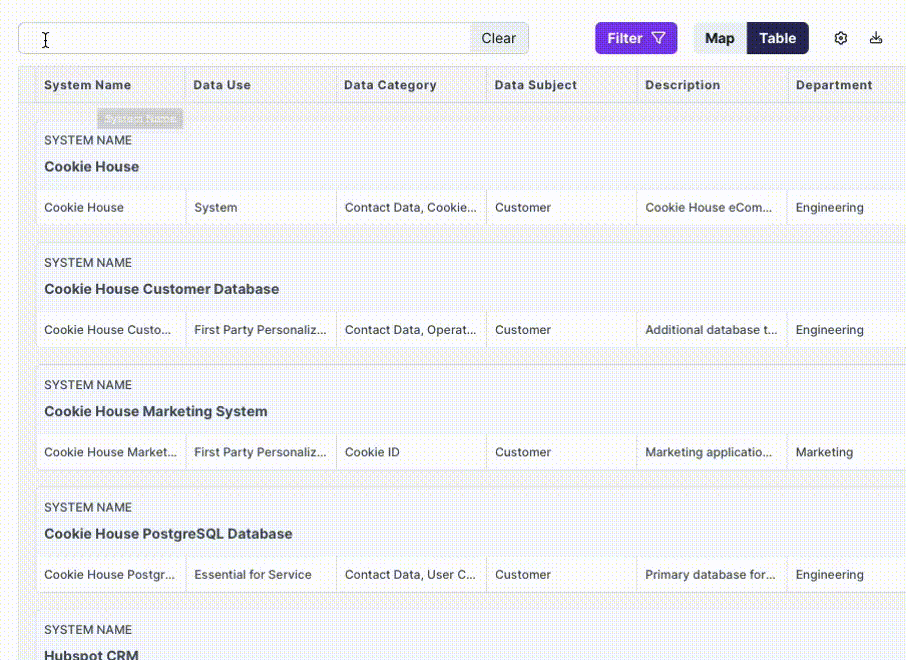 Clear Filter Map Table
System Name Data Use Data Category Data Subject Description Department
System Name
SYSTEM NAME
Cookie House
Cookie House System Contact Data, Cookie... Customer Cookie House eCom... Engineering
SYSTEM NAME
Cookie House Customer Database
Cookie House Custo... First Party Personaliz... Contact Data, Operat... Customer Additional database t... Engineering
SYSTEM NAME
Cookie House Marketing System
Cookie House Market... First Party Personaliz... Cookie ID Customer Marketing applicatio... Marketing
SYSTEM NAME
Cookie House PostgreSQL Database
Cookie House Postgr... Essential for Service Contact Data, User C... Customer Primary database for... Engineering
SYSTEM NAME
Hubspot CRM